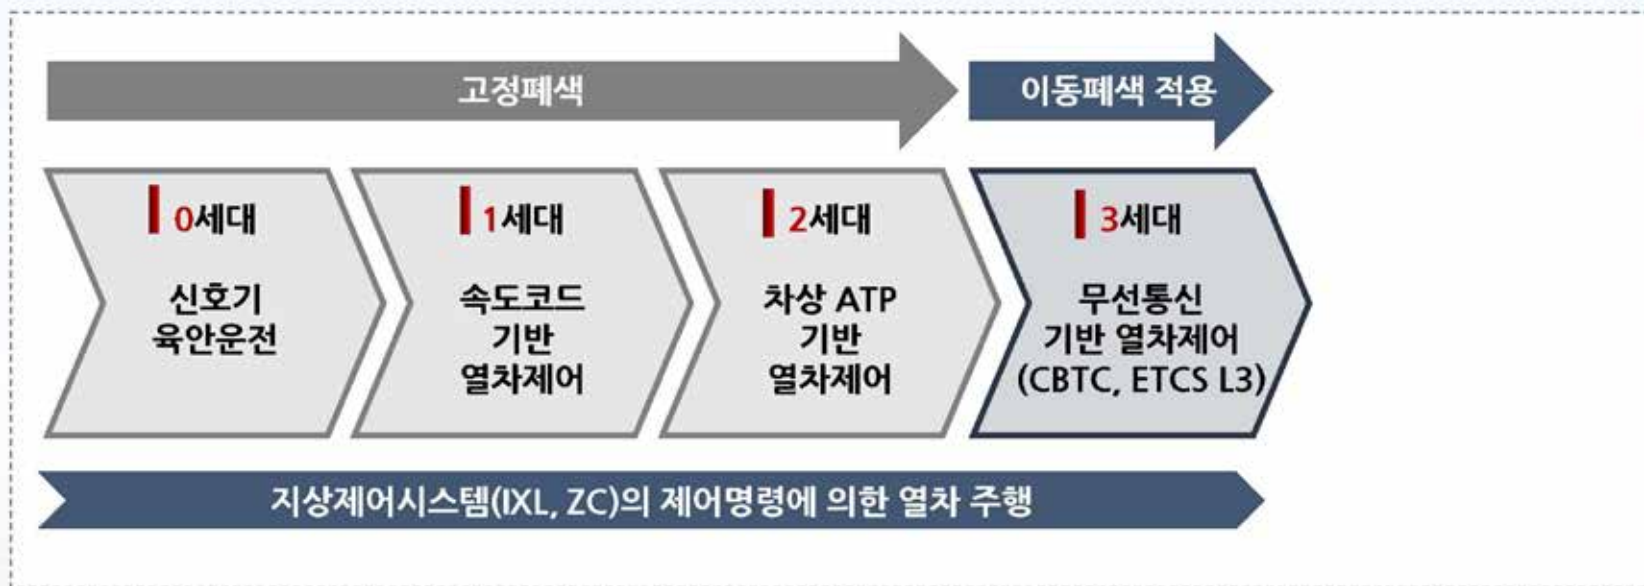 고정폐색
이동폐색 적용
0세대
신호기
육안운전
1세대
속도코드
기반
열차제어
2세대
차상 ATP
기반
열차제어
3세대
무선통신
기반 열차제어
(CBTC, ETCS L3)
지상제어시스템(IXL, ZC)의 제어명령에 의한 열차 주행